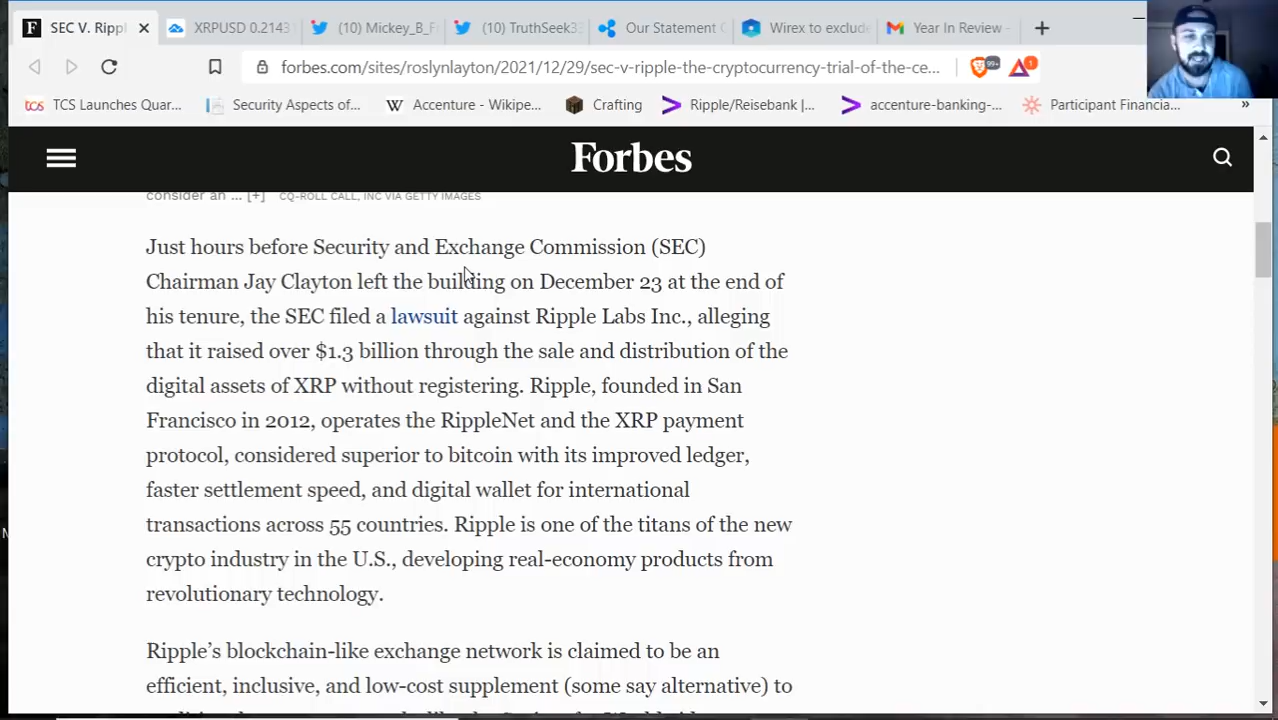 SEC V. Rippl
XRPUSD 0.2143
(10) Mickey_B_F
(10) TruthSeek33
Our Statement
Wirex to exclud
Year In Review
forbes.com/sites/roslynlayton/2021/12/29/sec-v-ripple-the-cryptocurrency-trial-of-the-ce...
99+
1
tcs TCS Launches Quar...
Security Aspects of...
W Accenture - Wikipe...
Crafting
Ripple/Reisebank |...
accenture-banking-...
Participant Financia...
»
Forbes
consider an ... [+] CQ-ROLL CALL, INC VIA GETTY IMAGES
Just hours before Security and Exchange Commission (SEC)
Chairman Jay Clayton left the building on December 23 at the end of
his tenure, the SEC filed a lawsuit against Ripple Labs Inc., alleging
that it raised over $1.3 billion through the sale and distribution of the
digital assets of XRP without registering. Ripple, founded in San
Francisco in 2012, operates the RippleNet and the XRP payment
protocol, considered superior to bitcoin with its improved ledger,
faster settlement speed, and digital wallet for international
transactions across 55 countries. Ripple is one of the titans of the new
crypto industry in the U.S., developing real-economy products from
revolutionary technology.
Ripple's blockchain-like exchange network is claimed to be an
efficient, inclusive, and low-cost supplement (some say alternative) to